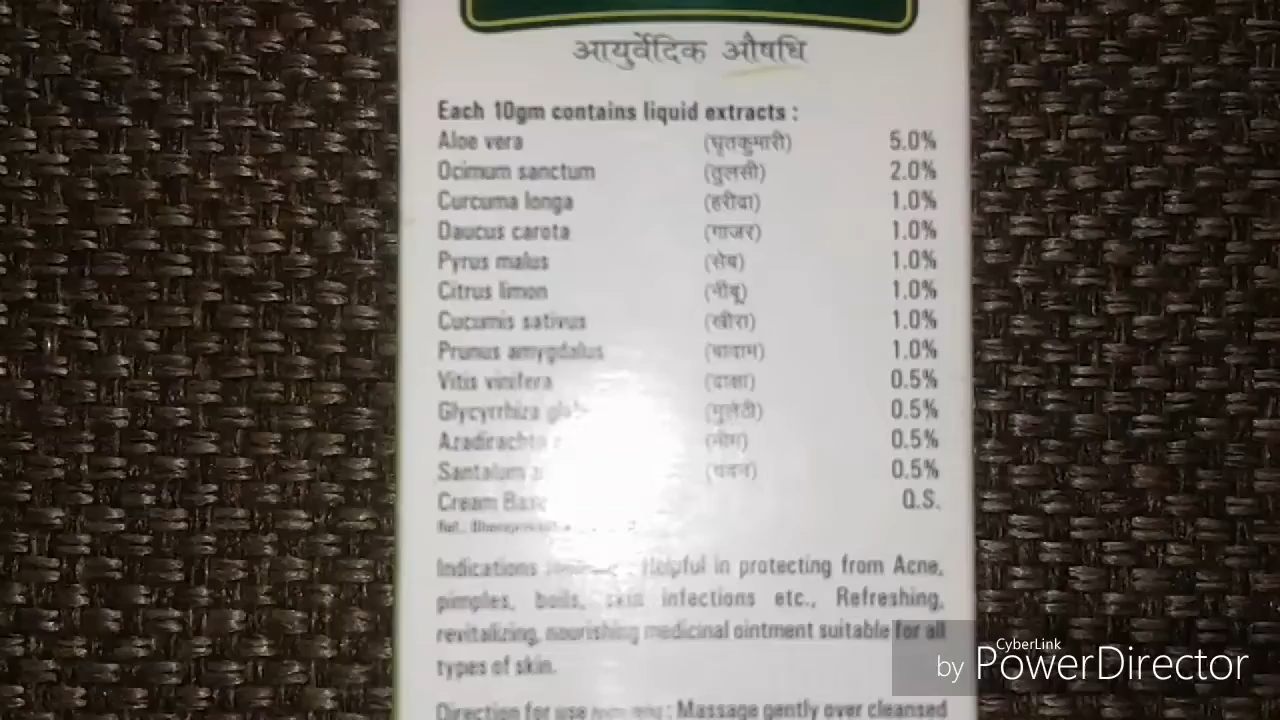 आयुर्वेदिक औषधि
Each 10gm contains liquid extracts :
Aloe vera (घृतकुमारी) 5.0%
Ocimum sanctum (तुलसी) 2.0%
Curcuma longa (हरीद्रा) 1.0%
Daucus carota (गाजर) 1.0%
Pyrus malus (सेब) 1.0%
Citrus limon (नींबू) 1.0%
Cucumis sativus (खीरा) 1.0%
Prunus amygdalus (बादाम) 1.0%
Vitis vinifera (द्राक्षा) 0.5%
Glycyrrhiza (मुलेठी) 0.5%
(नीम) 0.5%
Santalum (चंदन) 0.5%
Cream Base Q.S.
Indications Helpful in protecting from Acne,
pimples, boils, skin infections etc., Refreshing,
revitalizing, nourishing medicinal ointment suitable for all
types of skin.
Direction for use : Massage gently over cleansed
CyberLink
by PowerDirector